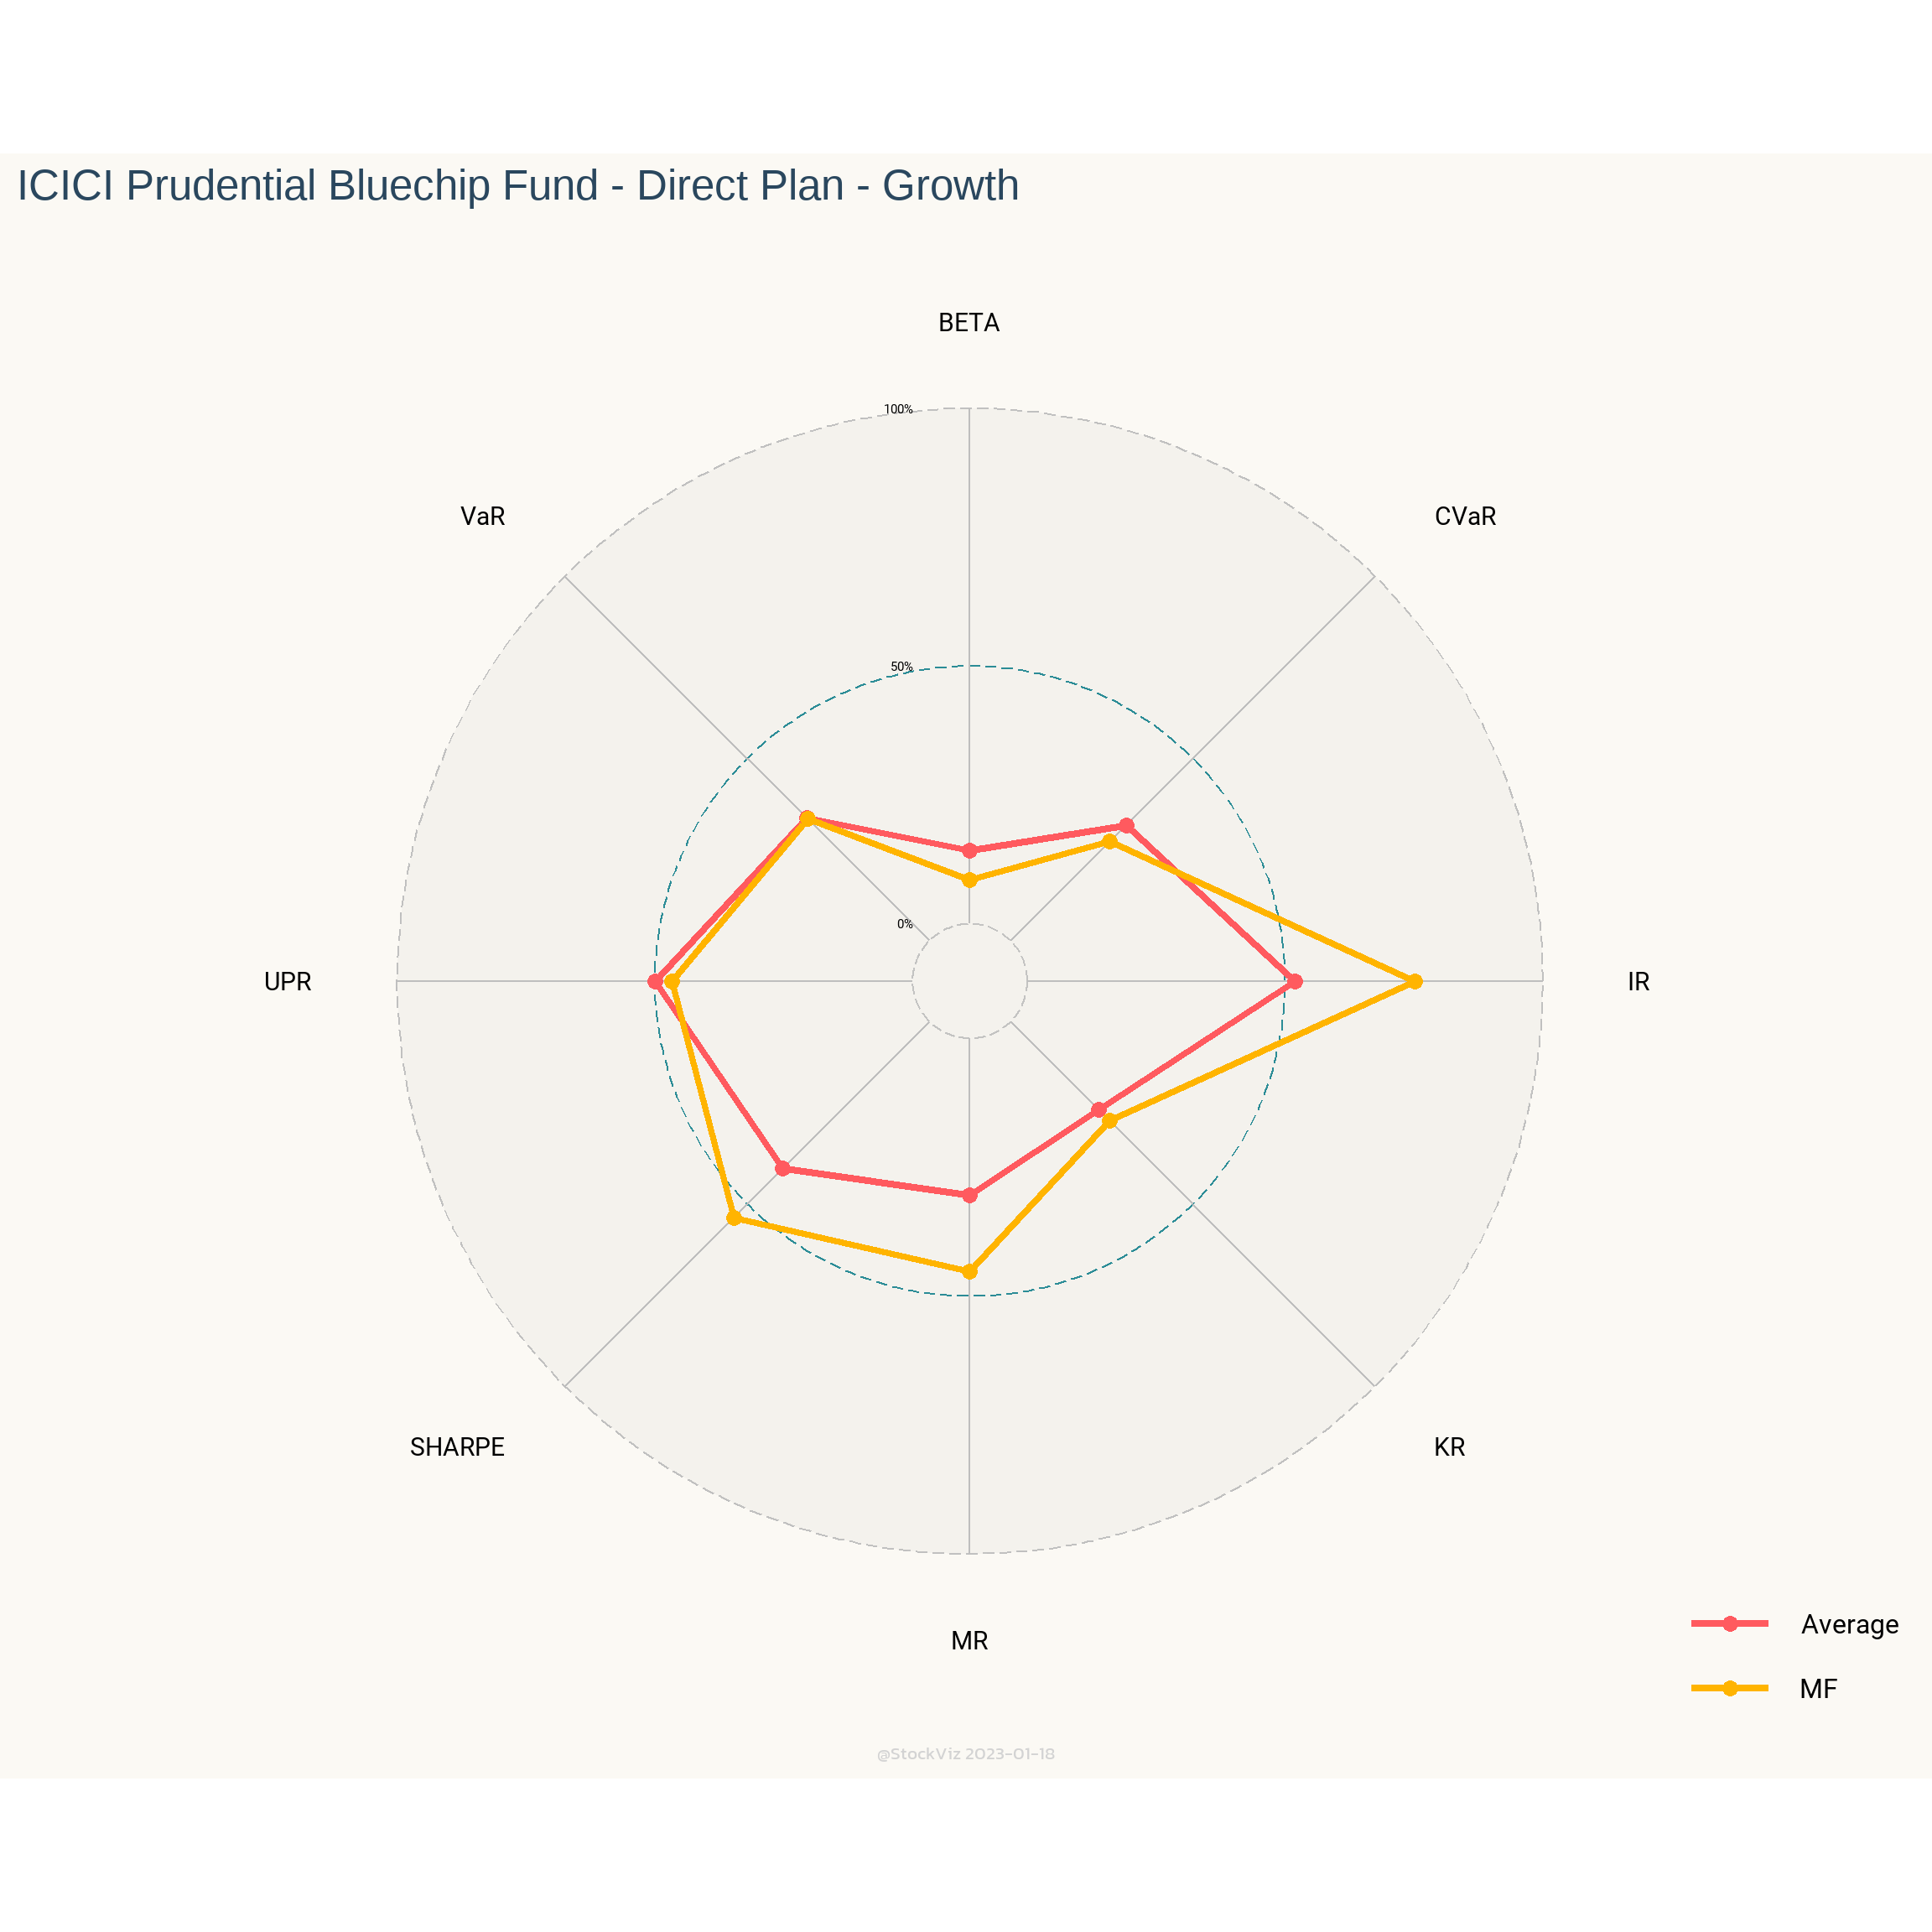 ICICI Prudential Bluechip Fund - Direct Plan - Growth
BETA
100%
VaR
CVaR
50%
0%
UPR
IR
SHARPE
KR
MR
Average
MF
@StockViz 2023-01-18